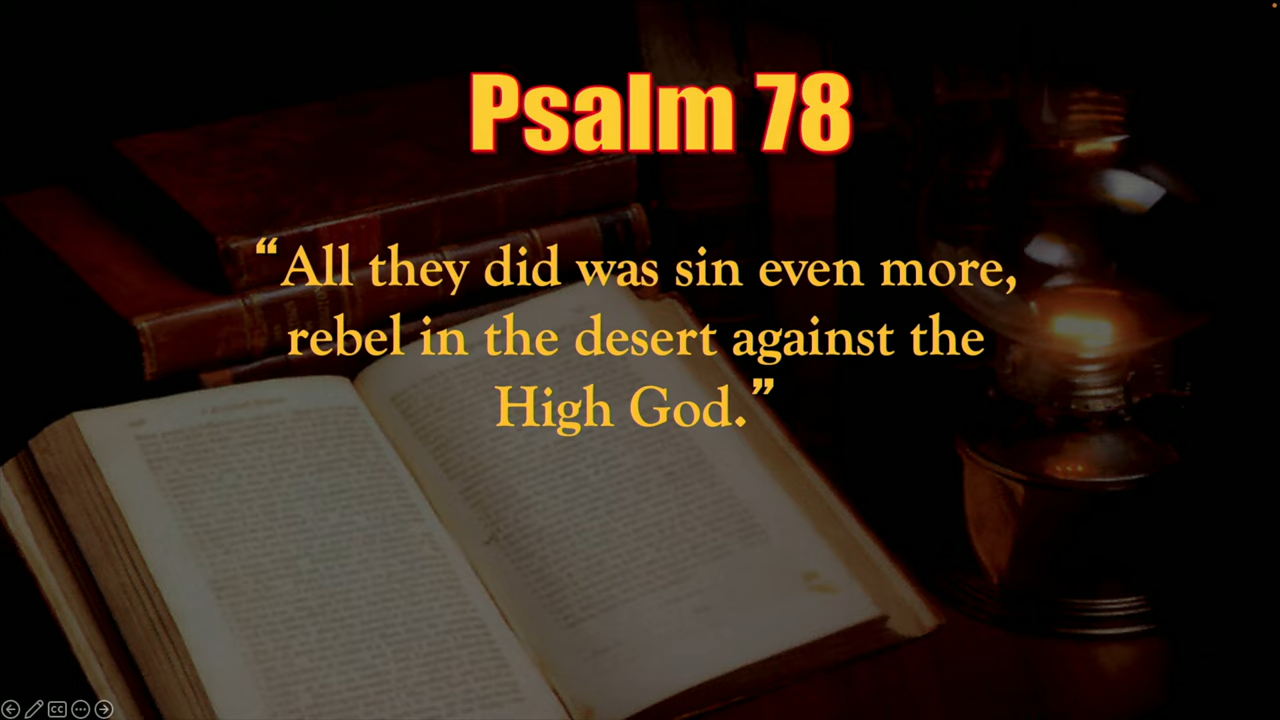 Psalm 78
“All they did was sin even more,
rebel in the desert against the
High God.”